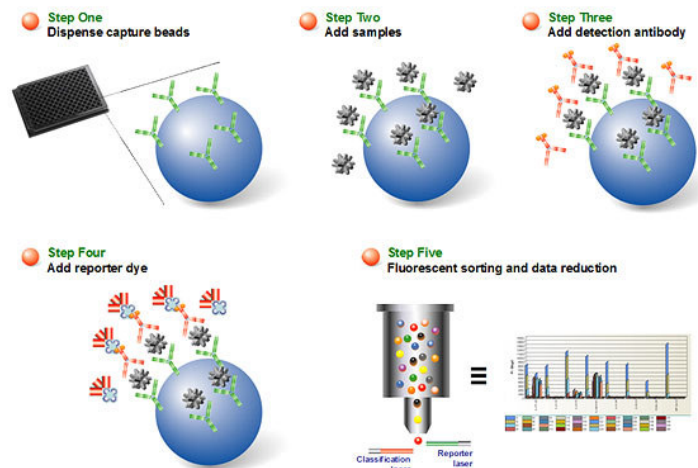 Step One
Dispense capture beads
Step Two
Add samples
Step Three
Add detection antibody
Step Four
Add reporter dye
Step Five
Fluorescent sorting and data reduction
Classification
laser
Reporter
laser